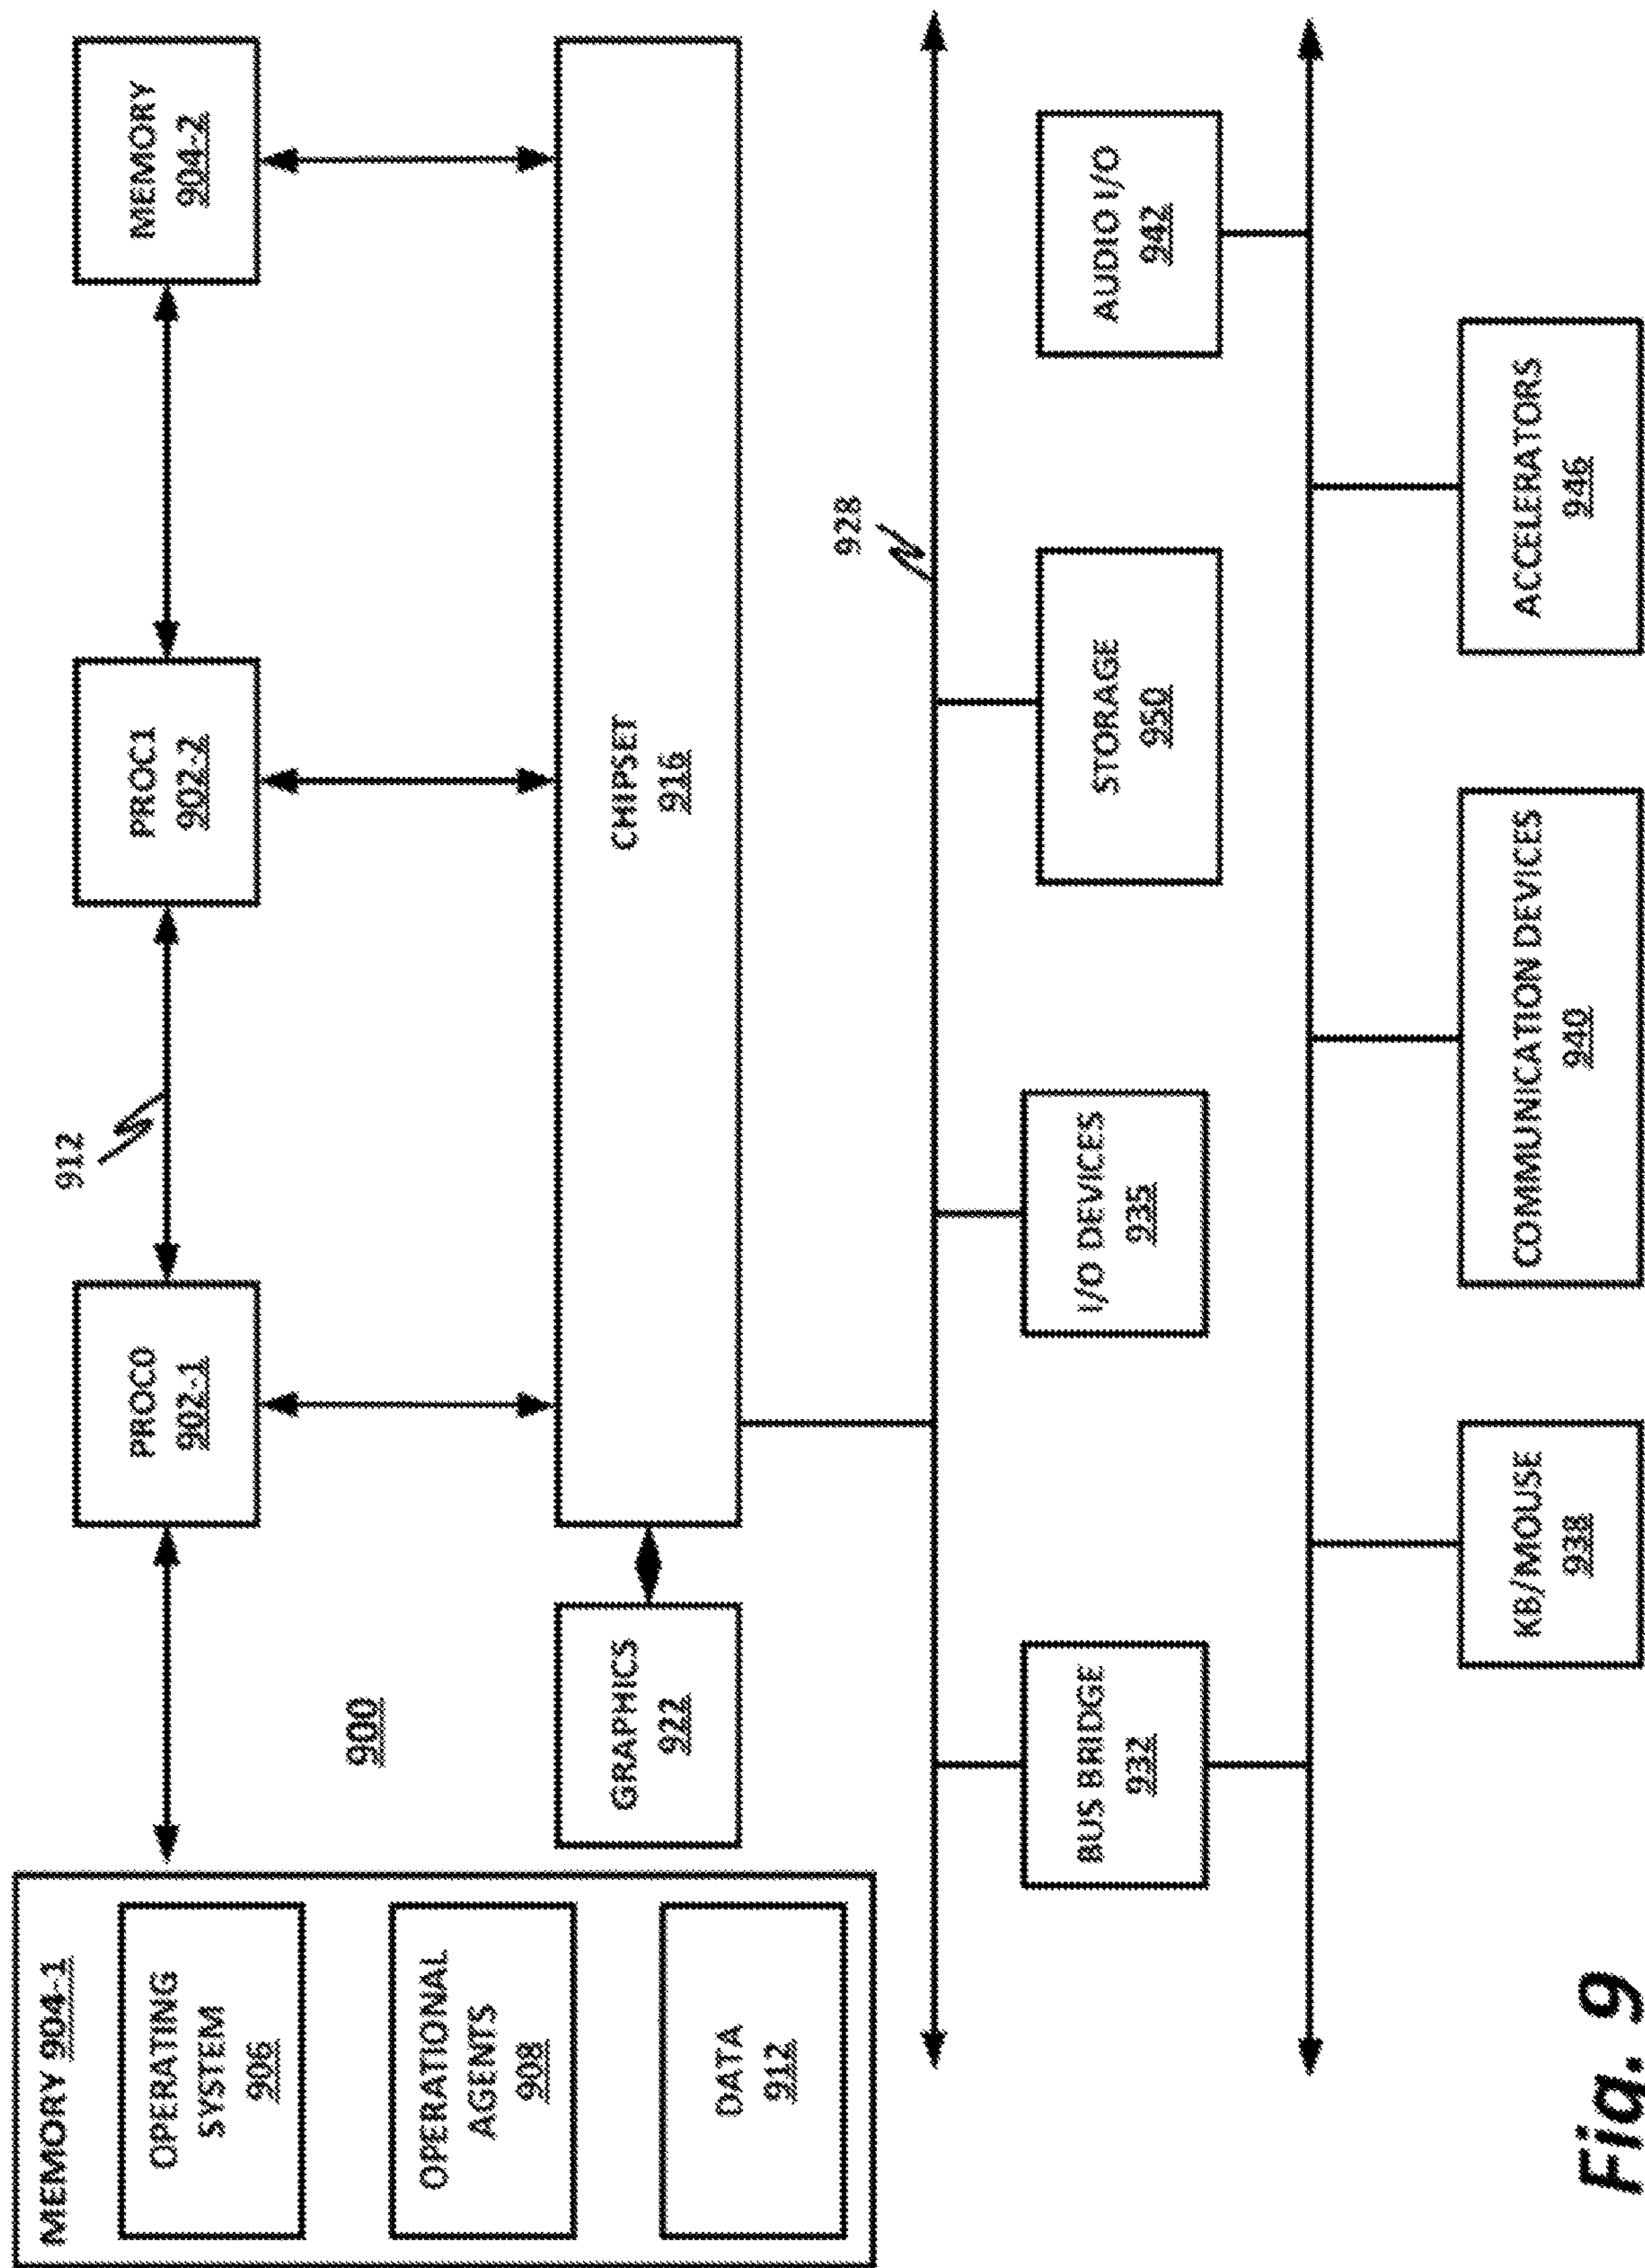 MEMORY 904-1
OPERATING
SYSTEM
906
OPERATIONAL
AGENTS
908
DATA
912
900
PROC0
902-1
912
PROC1
902-2
MEMORY
904-2
GRAPHICS
922
CHIPSET
916
928
BUS BRIDGE
932
I/O DEVICES
935
STORAGE
950
AUDIO I/O
942
KB/MOUSE
938
COMMUNICATION DEVICES
940
ACCELERATORS
946
Fig. 9